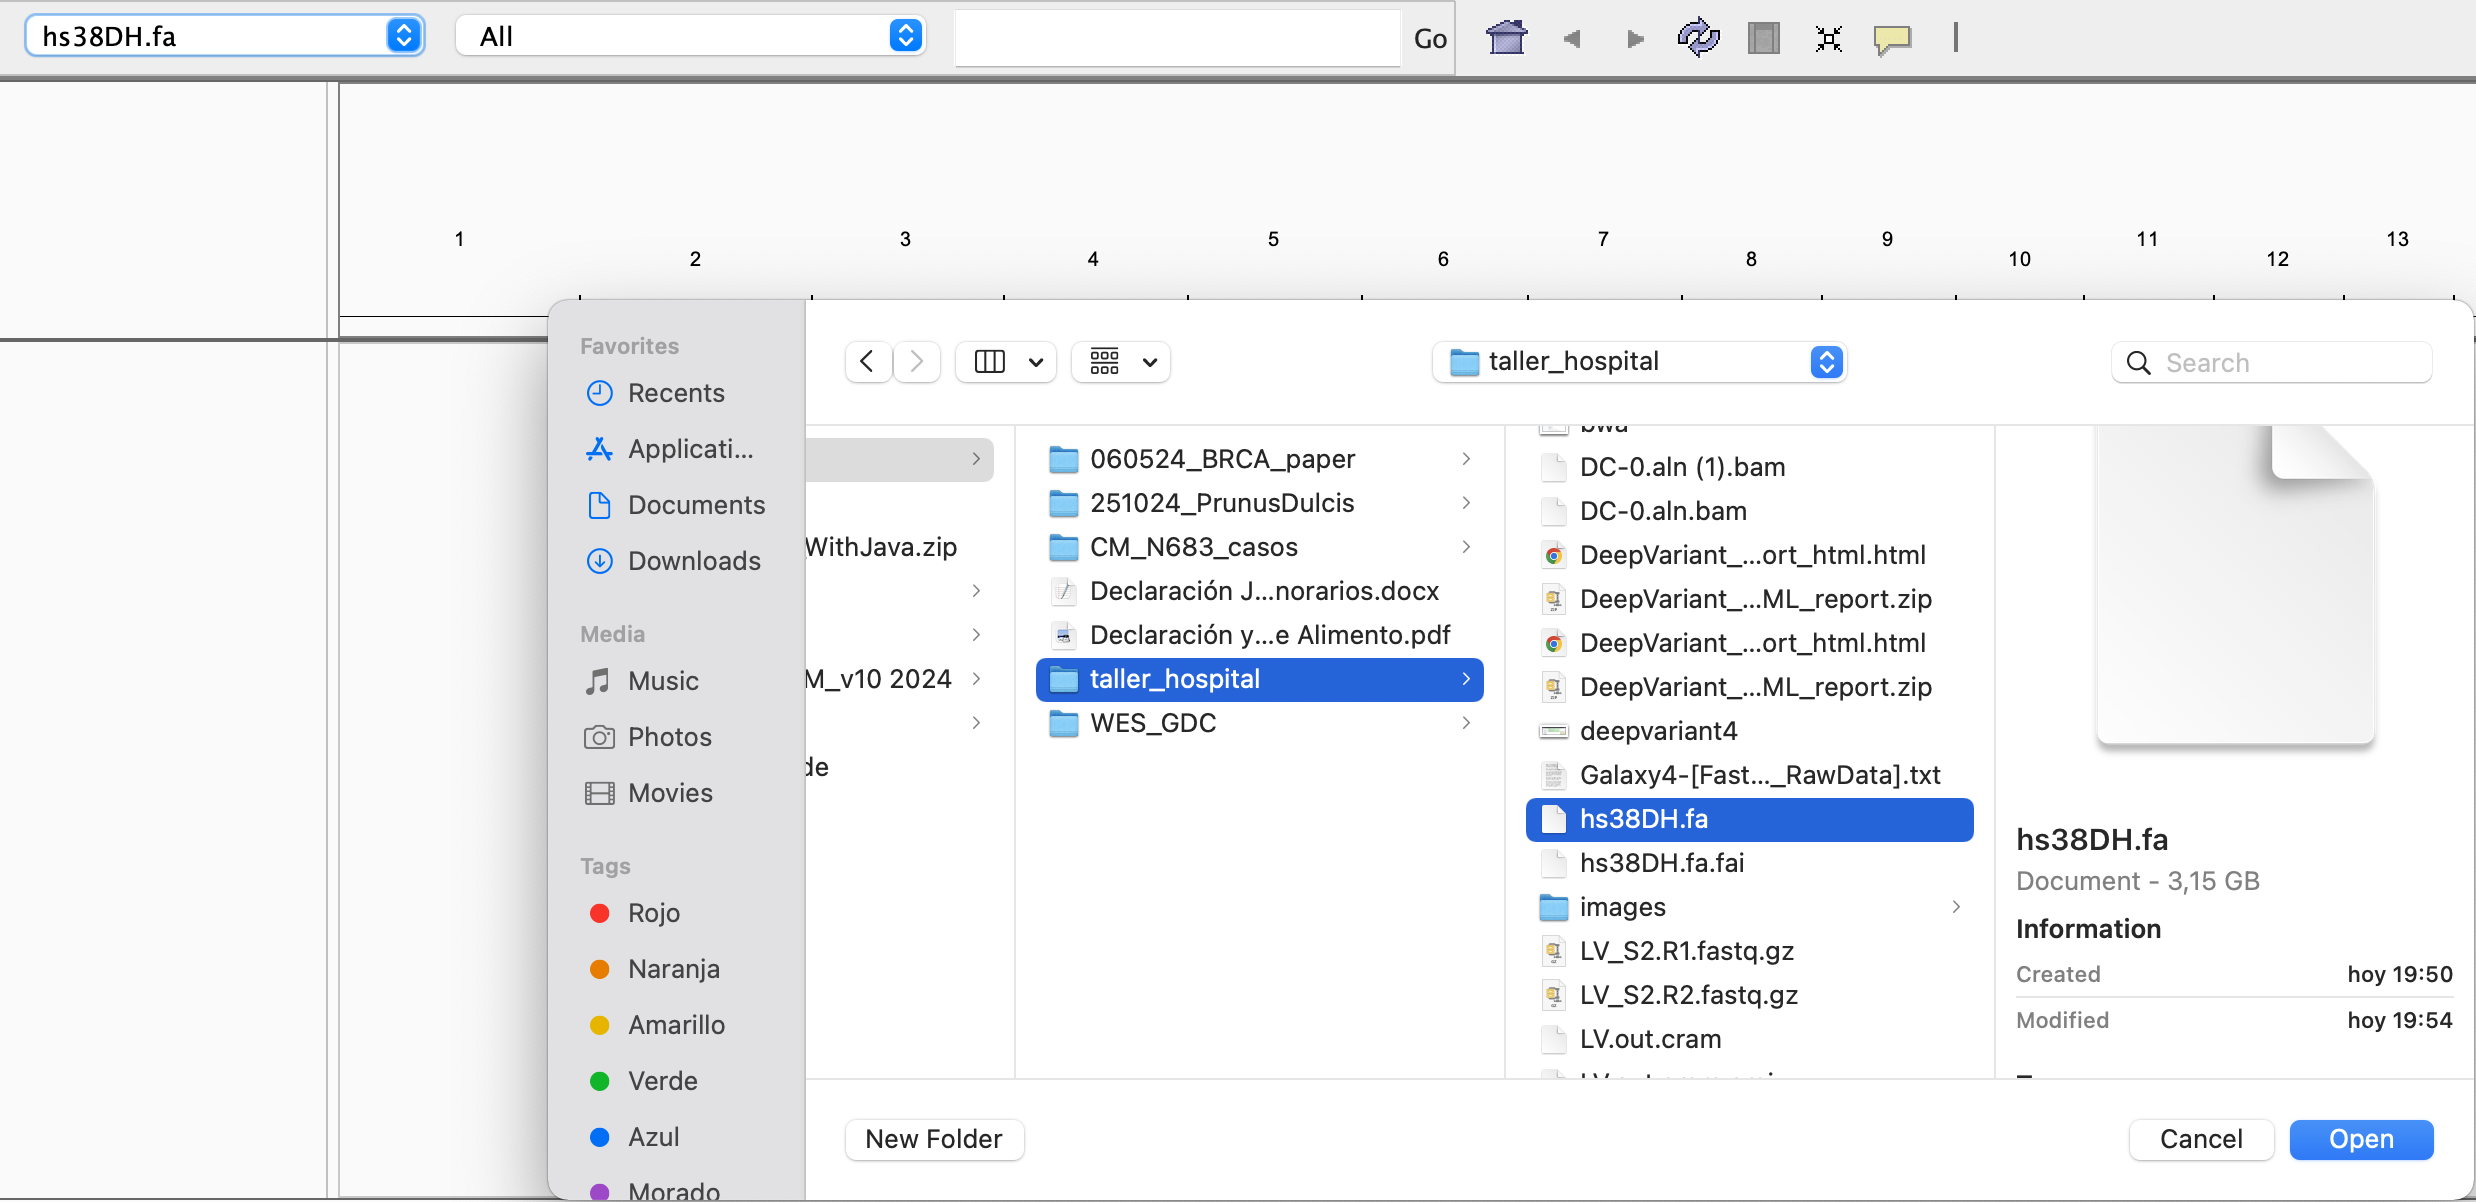 hs38DH.fa
All
Go
1
2
3
4
5
6
7
8
9
10
11
12
13
Favorites
Recents
Applicati...
Documents
Downloads
Media
Music
Photos
Movies
Tags
Rojo
Naranja
Amarillo
Verde
Azul
Morado
taller_hospital
Search
WithJava.zip
M_v10 2024
de
060524_BRCA_paper
251024_PrunusDulcis
CM_N683_casos
Declaración J...norarios.docx
Declaración y...e Alimento.pdf
taller_hospital
WES_GDC
bwa
DC-0.aln (1).bam
DC-0.aln.bam
DeepVariant_...ort_html.html
DeepVariant_...ML_report.zip
DeepVariant_...ort_html.html
DeepVariant_...ML_report.zip
deepvariant4
Galaxy4-[Fast..._RawData].txt
hs38DH.fa
hs38DH.fa.fai
images
LV_S2.R1.fastq.gz
LV_S2.R2.fastq.gz
LV.out.cram
hs38DH.fa
Document - 3,15 GB
Information
Created hoy 19:50
Modified hoy 19:54
New Folder
Cancel
Open